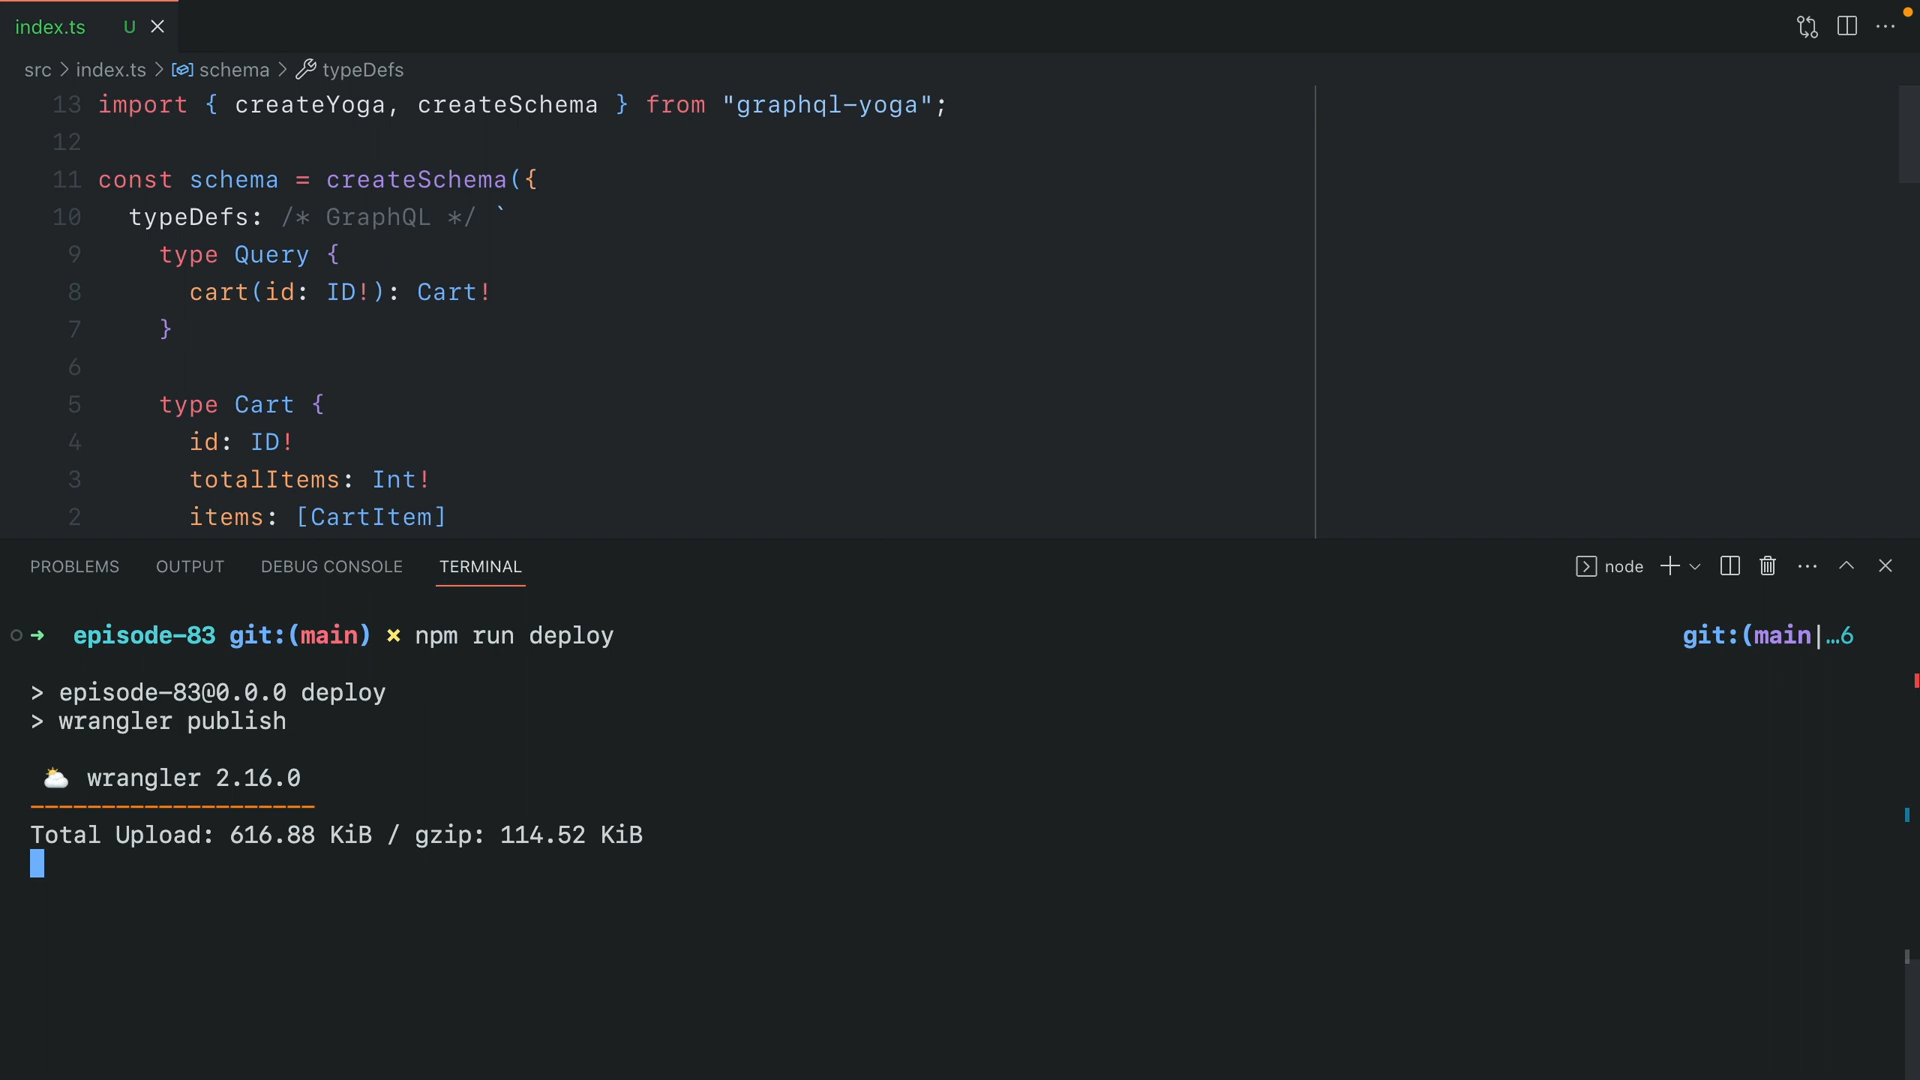 index.ts U
src > index.ts > schema > typeDefs
13 import { createYoga, createSchema } from "graphql-yoga";
12
11 const schema = createSchema({
10 typeDefs: /* GraphQL */ `
9 type Query {
8 cart(id: ID!): Cart!
7 }
6
5 type Cart {
4 id: ID!
3 totalItems: Int!
2 items: [CartItem]
PROBLEMS OUTPUT DEBUG CONSOLE TERMINAL node
➜ episode-83 git:(main) × npm run deploy git:(main|…6
> episode-83@0.0.0 deploy
> wrangler publish
⛅ wrangler 2.16.0
--------------------
Total Upload: 616.88 KiB / gzip: 114.52 KiB